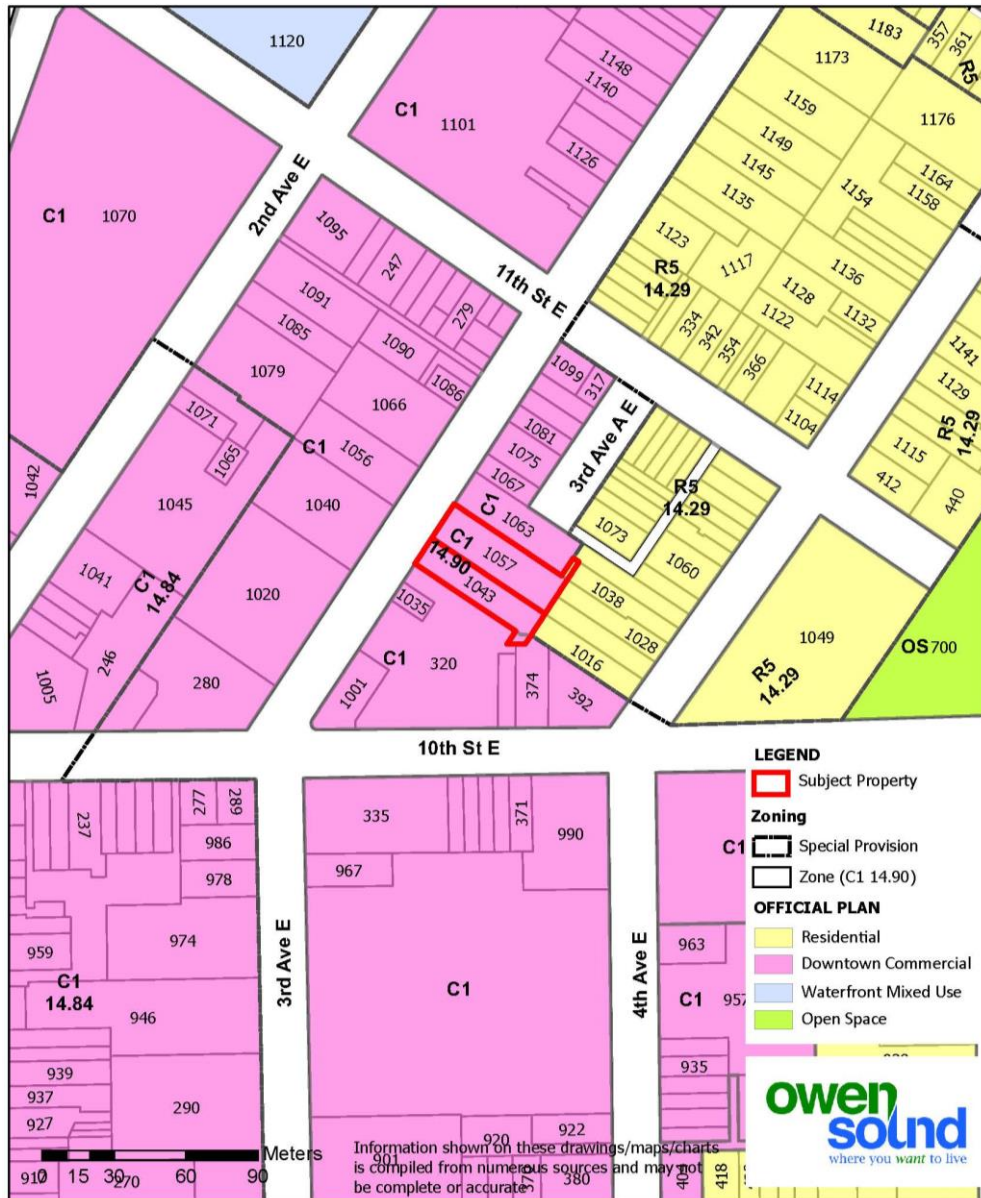 1120
1183
357
361
R5
1173
1148
1140
C1
1101
1159
1176
1126
1149
1145
1164
1158
1135
1154
C1
1070
2nd Ave E
1095
247
11th St E
1123
R5
14.29
1117
1136
1128
1132
1122
279
1091
1085
1090
1086
334
342
354
366
1141
1129
R5
14.29
1114
1104
1115
412
440
1079
1066
1099
317
1081
1075
1067
3rd Ave A E
R5
14.29
1073
1071
1065
C1
1056
1040
1042
1045
C1
1063
C1
14.90
1057
1043
1060
1038
1028
1016
1041
C1
14.84
1020
1035
1049
R5
14.29
OS 700
246
1005
280
C1
320
1001
374
392
10th St E
LEGEND
Subject Property
Zoning
Special Provision
Zone (C1 14.90)
OFFICIAL PLAN
Residential
Downtown Commercial
Waterfront Mixed Use
Open Space
237
277
289
986
978
335
371
990
967
C1
959
974
C1
14.84
946
3rd Ave E
C1
4th Ave E
963
C1
957
935
939
937
927
290
917
270
901
920
922
378
380
404
418
Meters
0 15 30 60 90
Information shown on these drawings/maps/charts
is compiled from numerous sources and may not
be complete or accurate
owen
sound
where you want to live